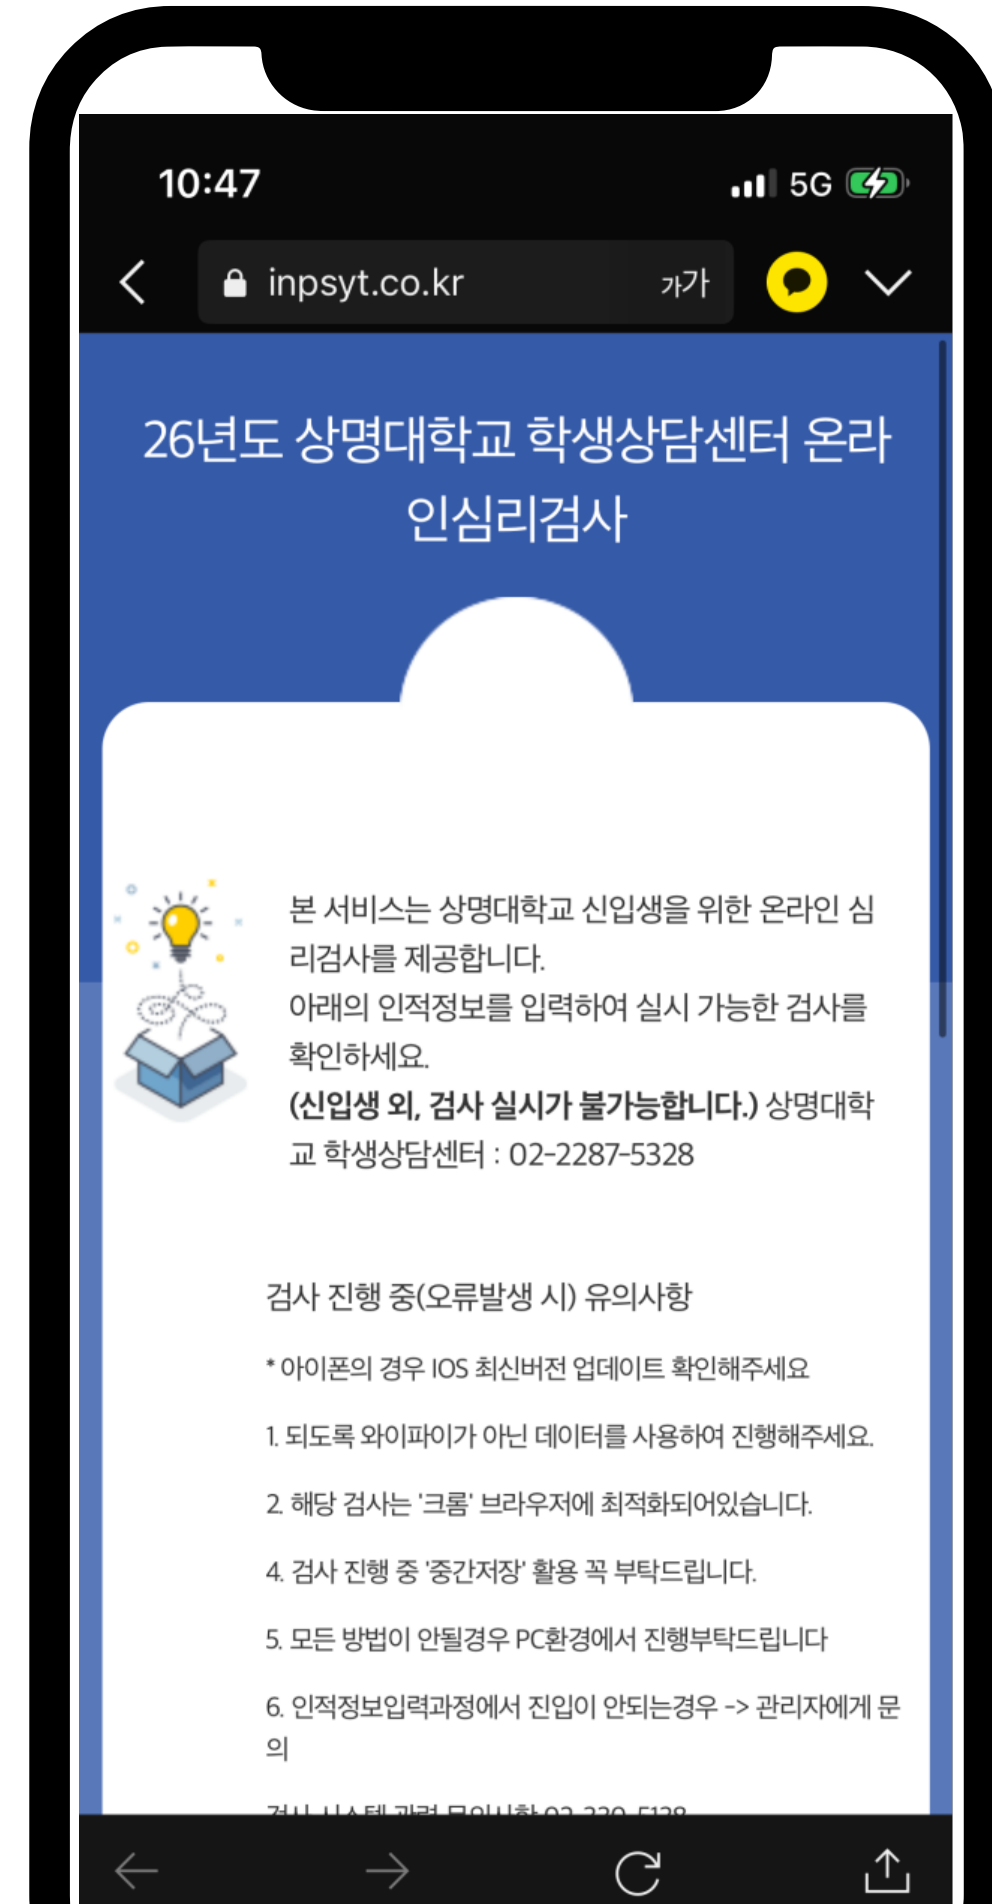 10:47
5G
inpsyt.co.kr
가가
26년도 상명대학교 학생상담센터 온라
인심리검사
본 서비스는 상명대학교 신입생을 위한 온라인 심
리검사를 제공합니다.
아래의 인적정보를 입력하여 실시 가능한 검사를
확인하세요.
(신입생 외, 검사 실시가 불가능합니다.) 상명대학
교 학생상담센터 : 02-2287-5328
검사 진행 중(오류발생 시) 유의사항
* 아이폰의 경우 IOS 최신버전 업데이트 확인해주세요
1. 되도록 와이파이가 아닌 데이터를 사용하여 진행해주세요.
2. 해당 검사는 '크롬' 브라우저에 최적화되어있습니다.
4. 검사 진행 중 '중간저장' 활용 꼭 부탁드립니다.
5. 모든 방법이 안될경우 PC환경에서 진행부탁드립니다
6. 인적정보입력과정에서 진입이 안되는경우 -> 관리자에게 문
의
검사 시스템 관련 문의사항